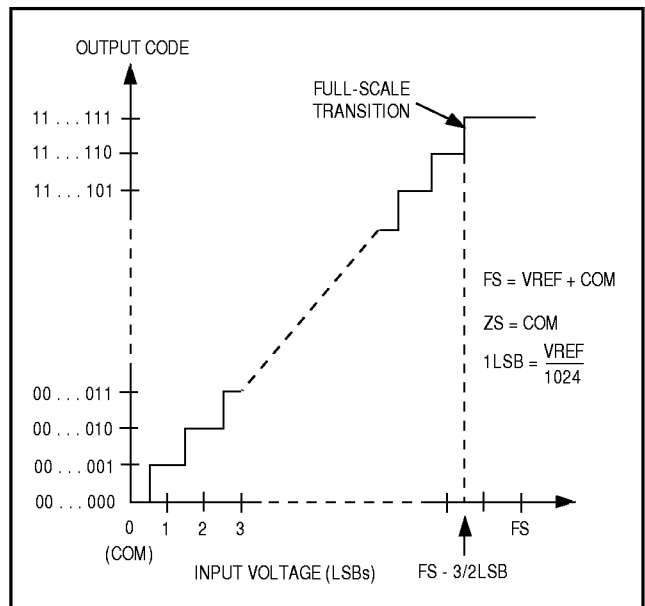 OUTPUT CODE
FULL-SCALE
TRANSITION
11 . . . 111
11 . . . 110
11 . . . 101
FS = VREF + COM
ZS = COM
1LSB = VREF
1024
00 . . . 011
00 . . . 010
00 . . . 001
00 . . . 000
0 1 2 3 FS
(COM)
INPUT VOLTAGE (LSBs) FS - 3/2LSB